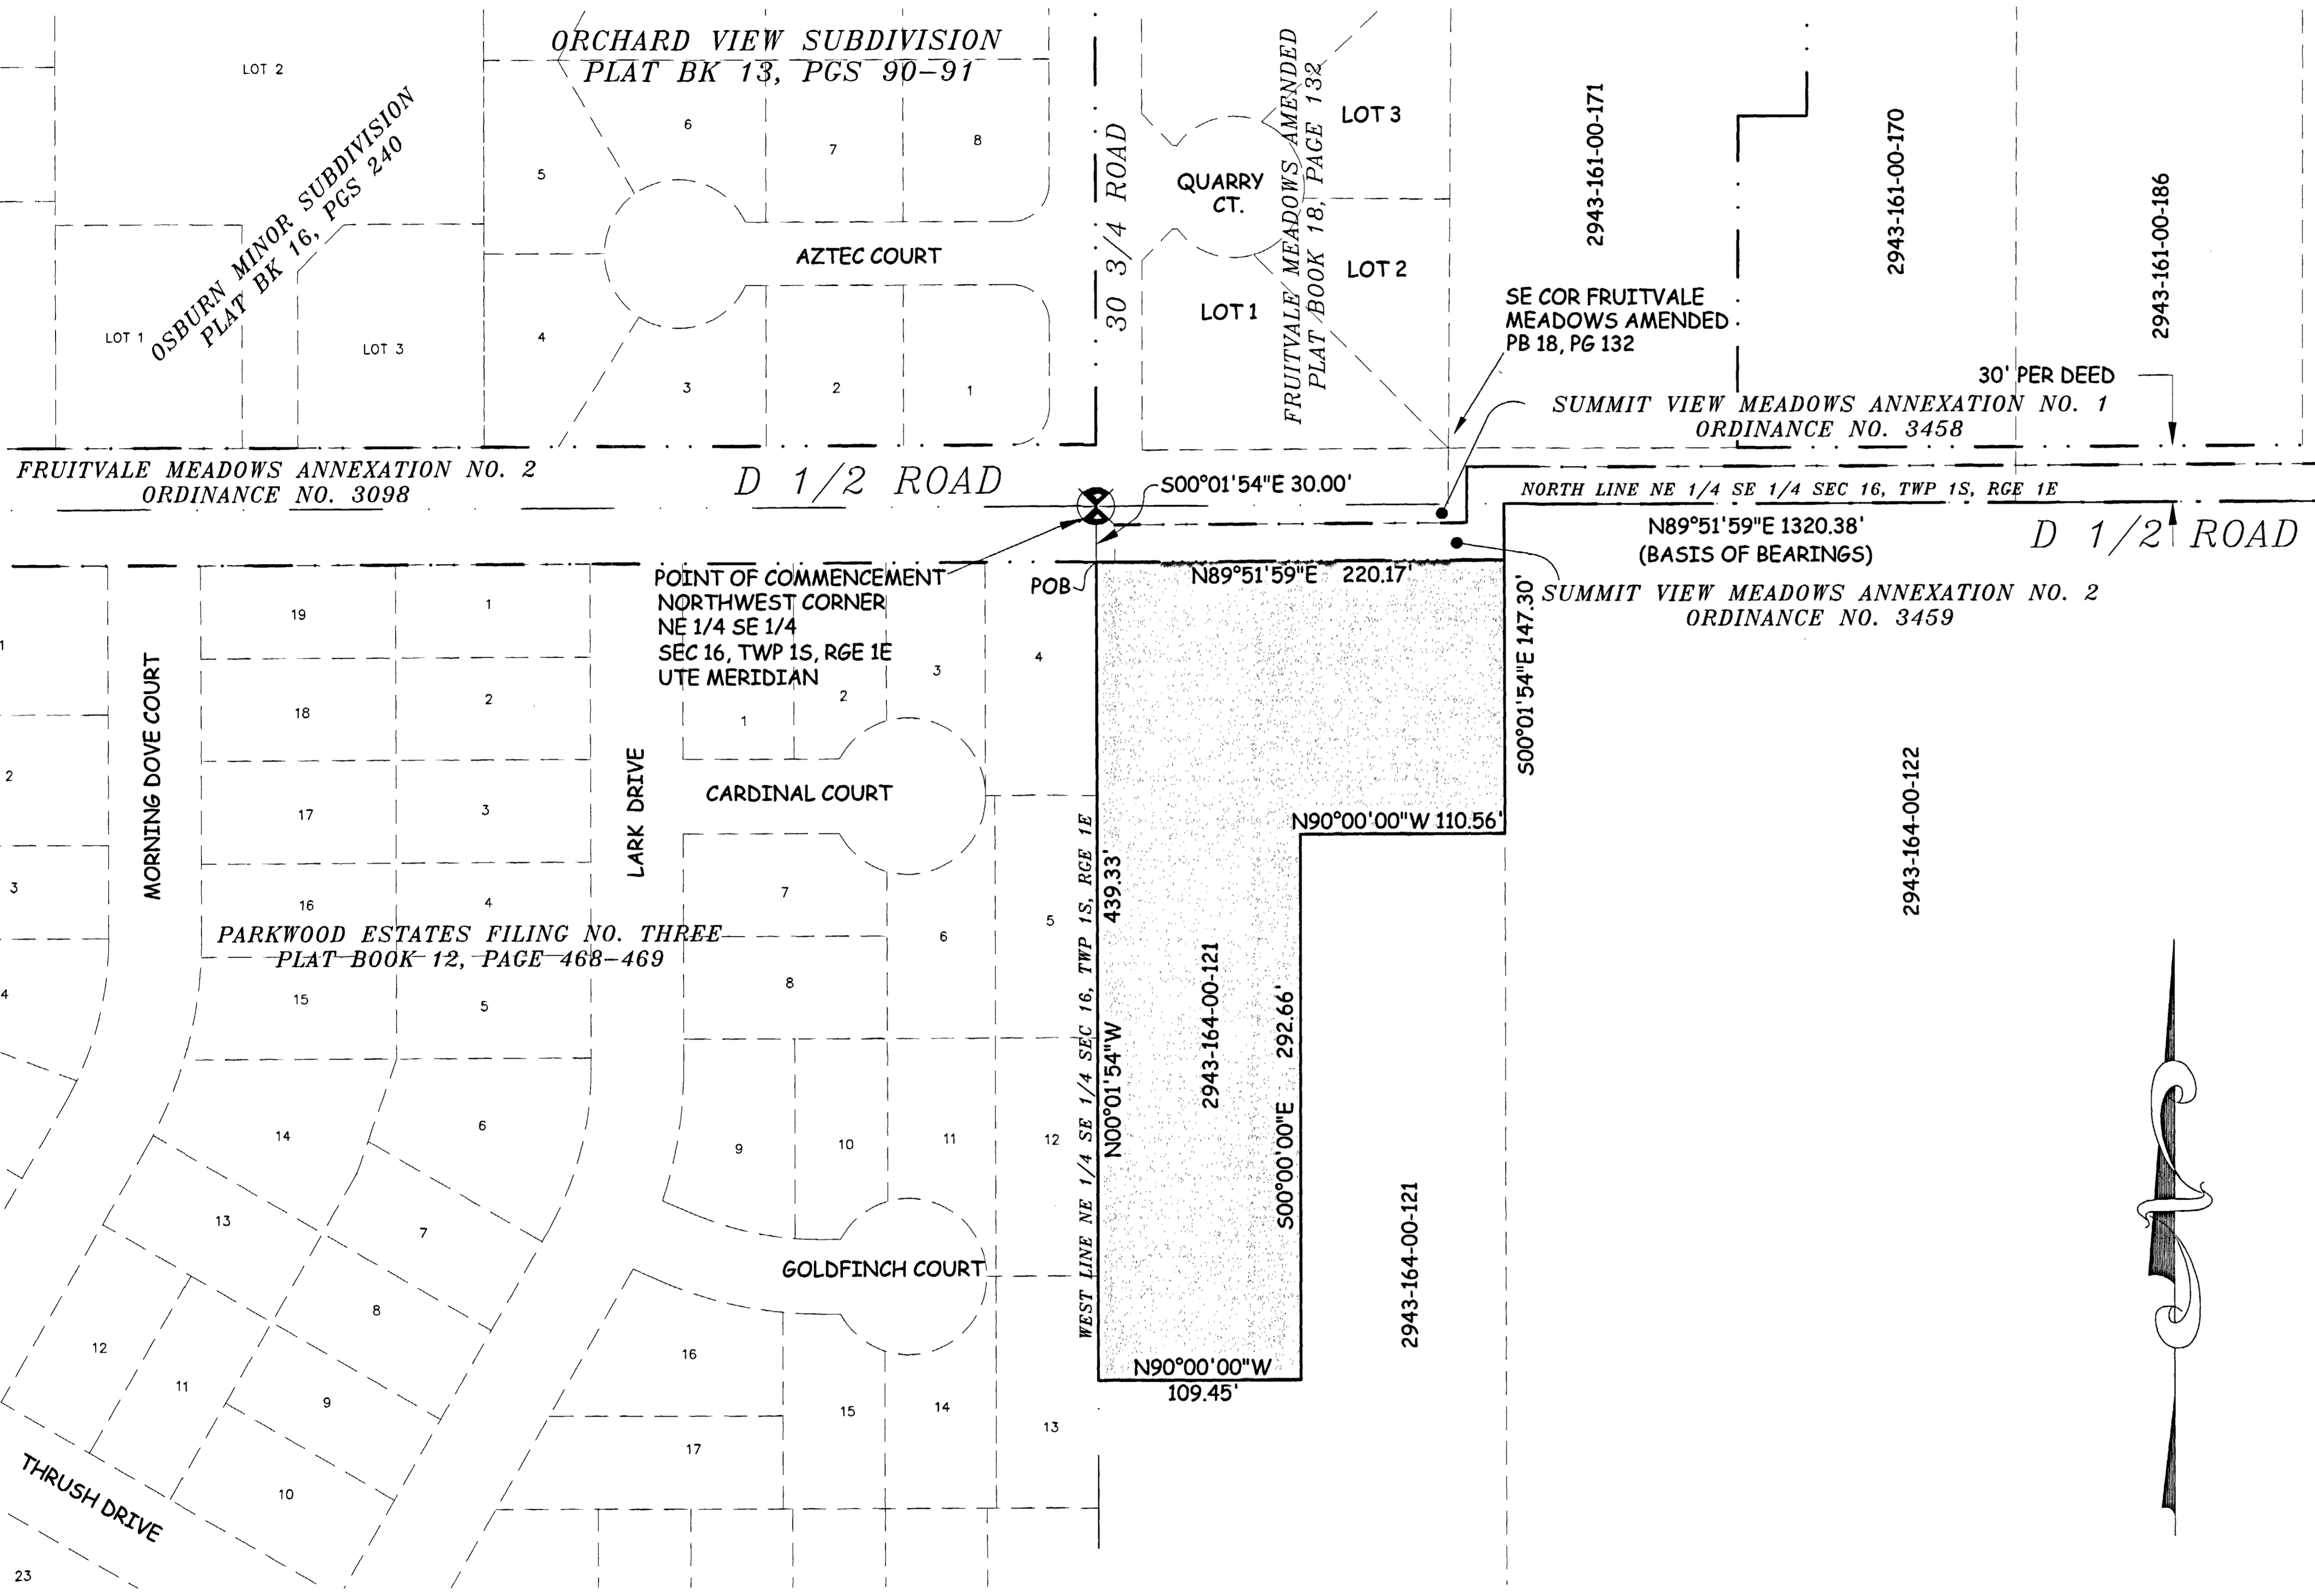 ORCHARD VIEW SUBDIVISION
PLAT BK 13, PGS 90-91
LOT 2
OSBURN MINOR SUBDIVISION
PLAT BK 16, PGS 240
LOT 1
LOT 3
5
6
7
8
4
3
2
1
AZTEC COURT
30 3/4 ROAD
QUARRY
CT.
FRUITVALE MEADOWS AMENDED
PLAT BOOK 18, PAGE 132
LOT 3
LOT 2
LOT 1
2943-161-00-171
2943-161-00-170
2943-161-00-186
SE COR FRUITVALE
MEADOWS AMENDED
PB 18, PG 132
30' PER DEED
SUMMIT VIEW MEADOWS ANNEXATION NO. 1
ORDINANCE NO. 3458
FRUITVALE MEADOWS ANNEXATION NO. 2
ORDINANCE NO. 3098
D 1/2 ROAD
S00°01'54"E 30.00'
NORTH LINE NE 1/4 SE 1/4 SEC 16, TWP 1S, RGE 1E
N89°51'59"E 1320.38'
(BASIS OF BEARINGS)
D 1/2 ROAD
POINT OF COMMENCEMENT
NORTHWEST CORNER
NE 1/4 SE 1/4
SEC 16, TWP 1S, RGE 1E
UTE MERIDIAN
POB
N89°51'59"E 220.17'
SUMMIT VIEW MEADOWS ANNEXATION NO. 2
ORDINANCE NO. 3459
S00°01'54"E 147.30'
1
2
3
4
MORNING DOVE COURT
19
18
17
16
15
14
13
12
11
1
2
3
4
5
6
7
8
9
10
LARK DRIVE
1
2
3
4
CARDINAL COURT
7
8
6
5
PARKWOOD ESTATES FILING NO. THREE
PLAT BOOK 12, PAGE 468-469
9
10
11
12
GOLDFINCH COURT
16
17
15
14
13
THRUSH DRIVE
23
WEST LINE NE 1/4 SE 1/4 SEC 16, TWP 1S, RGE 1E
N00°01'54"W 439.33'
2943-164-00-121
N90°00'00"W 110.56'
S00°00'00"E 292.66'
N90°00'00"W
109.45'
2943-164-00-121
2943-164-00-122